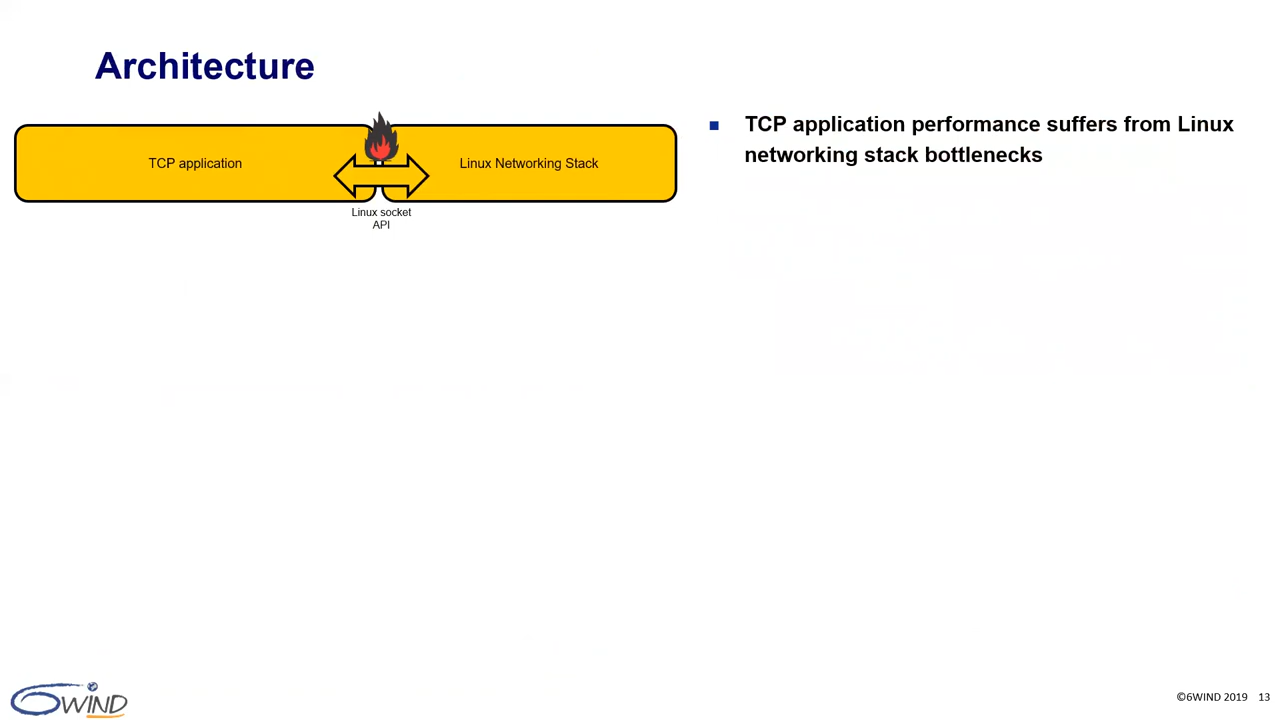 Architecture
TCP application
Linux Networking Stack
Linux socket
API
■ TCP application performance suffers from Linux
networking stack bottlenecks
6WIND
©6WIND 2019 13